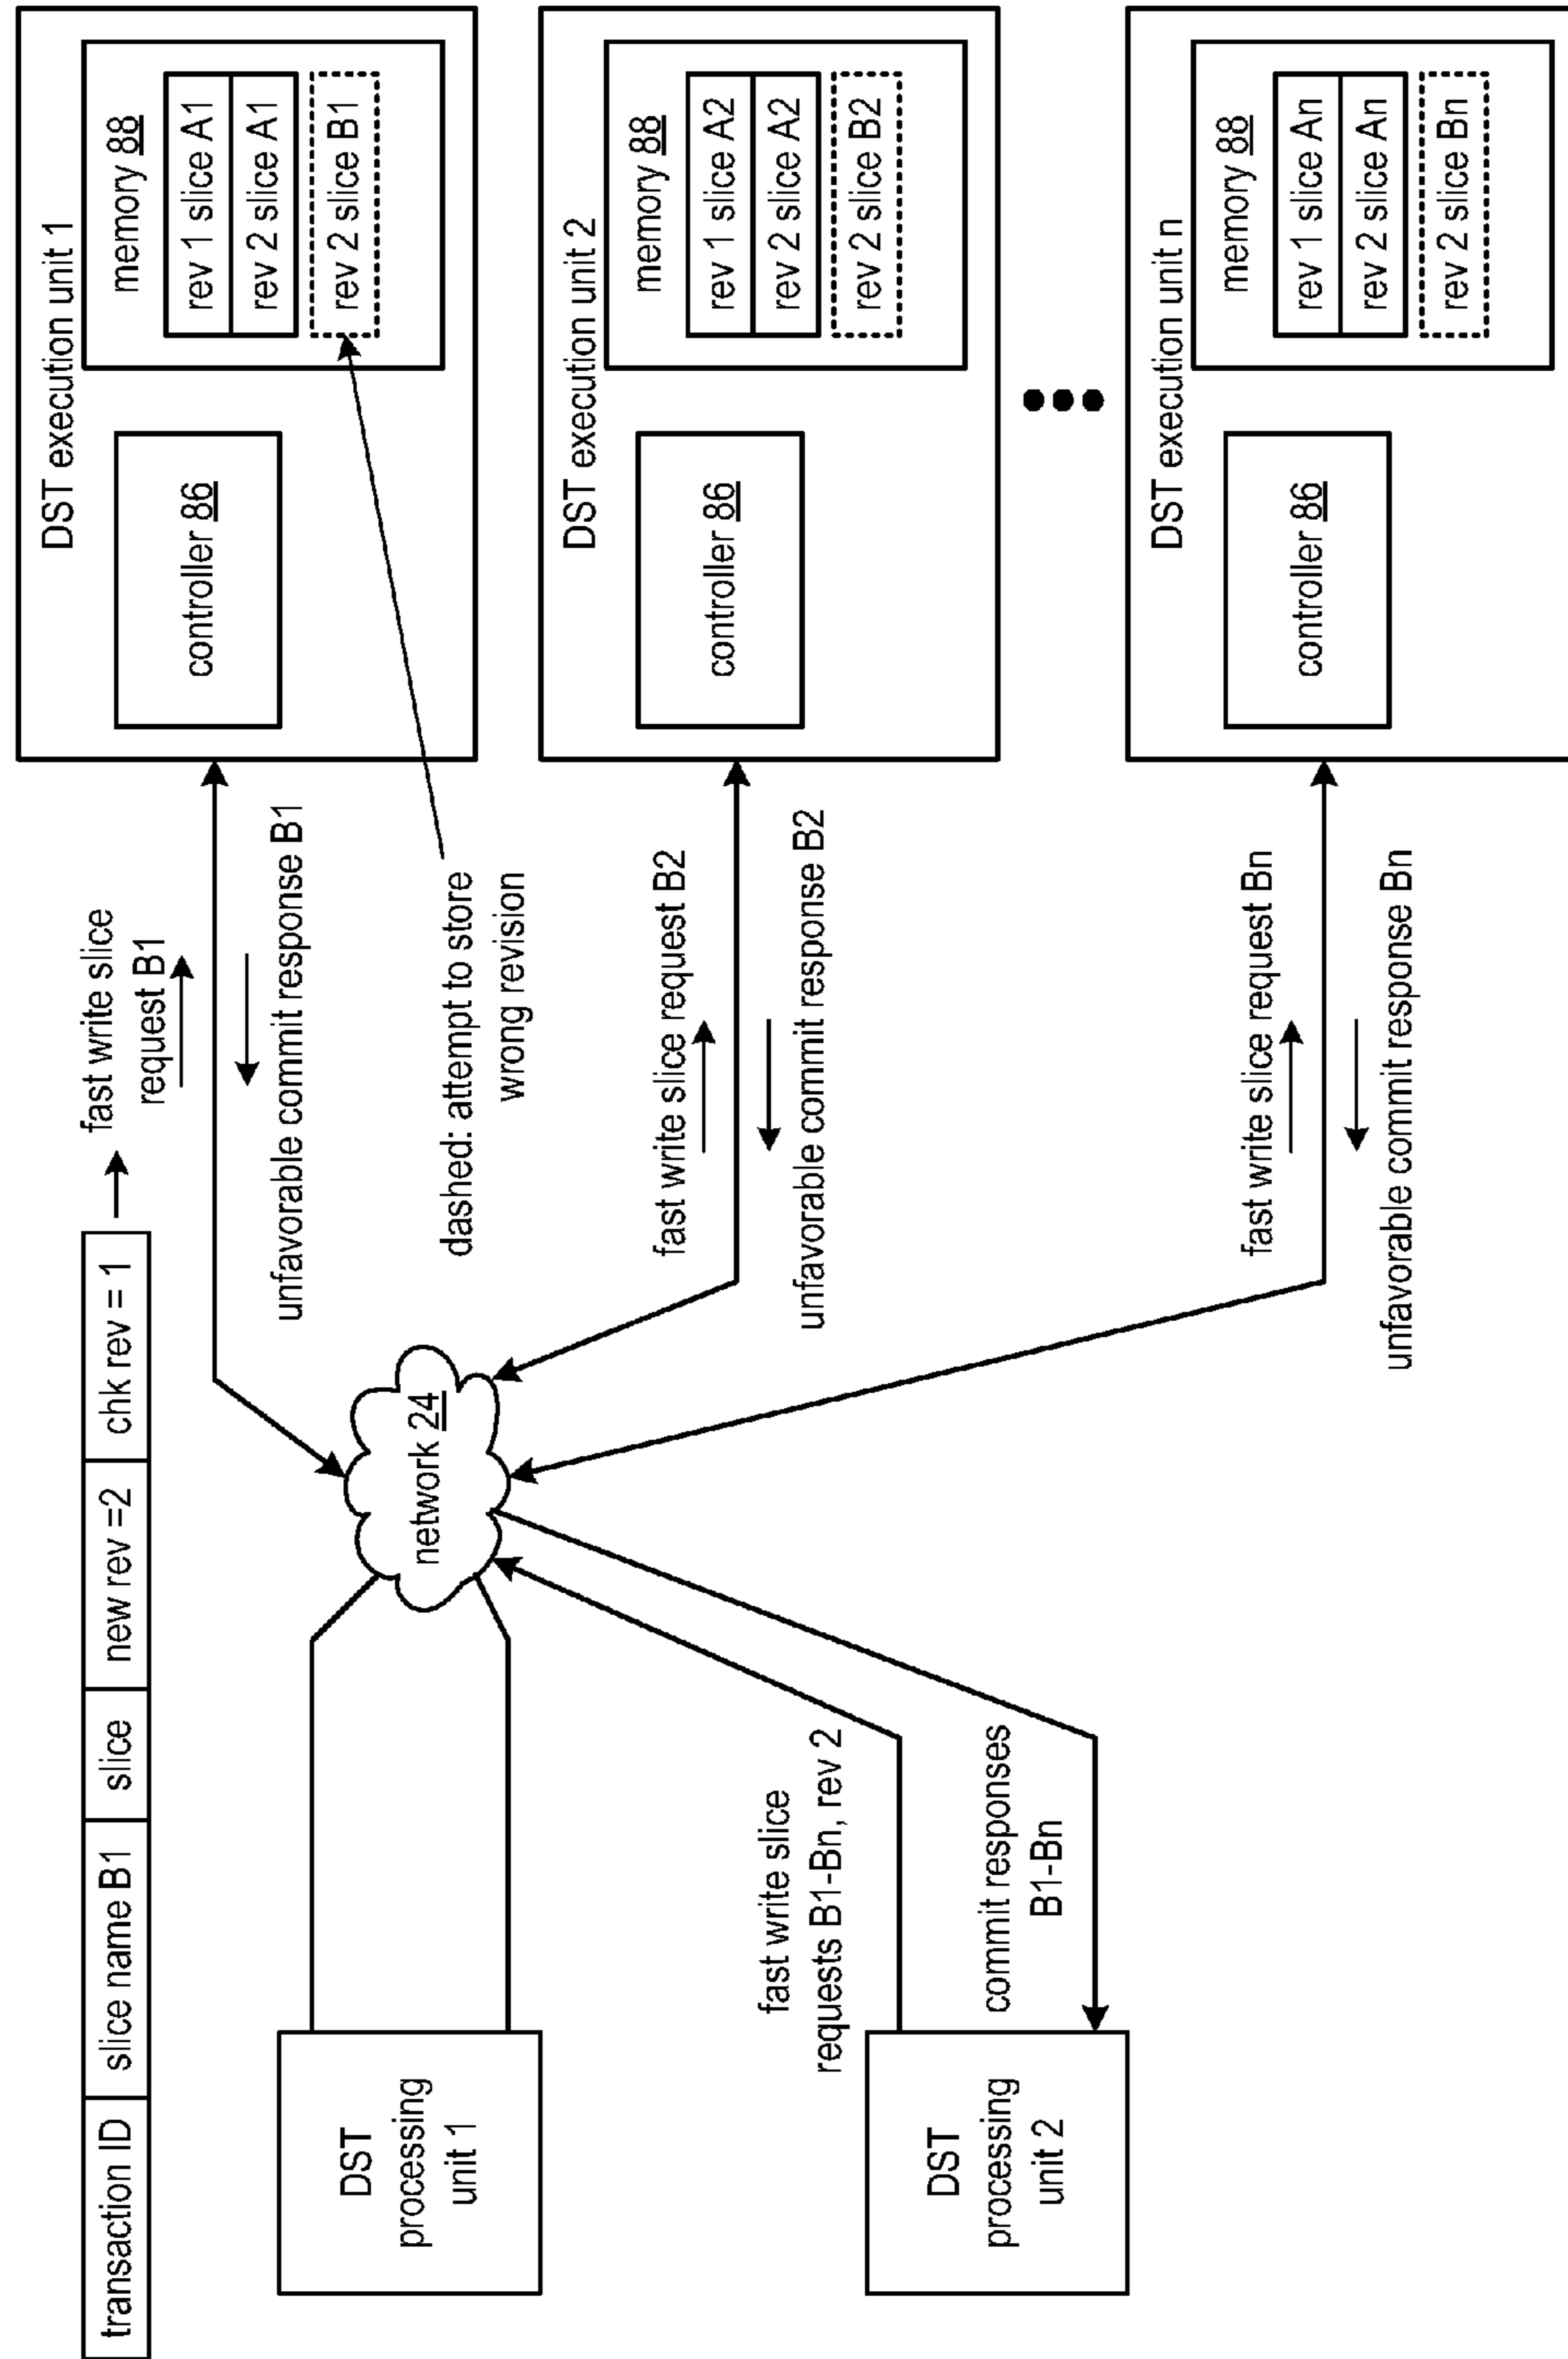 transaction ID
slice name B1
slice
new rev =2
chk rev = 1
fast write slice
request B1
unfavorable commit response B1
DST execution unit 1
controller 86
memory 88
rev 1 slice A1
rev 2 slice A1
rev 2 slice B1
dashed: attempt to store
wrong revision
DST
processing
unit 1
network 24
fast write slice request B2
unfavorable commit response B2
DST execution unit 2
controller 86
memory 88
rev 1 slice A2
rev 2 slice A2
rev 2 slice B2
fast write slice
requests B1-Bn, rev 2
commit responses
B1-Bn
DST
processing
unit 2
fast write slice request Bn
unfavorable commit response Bn
DST execution unit n
controller 86
memory 88
rev 1 slice An
rev 2 slice An
rev 2 slice Bn